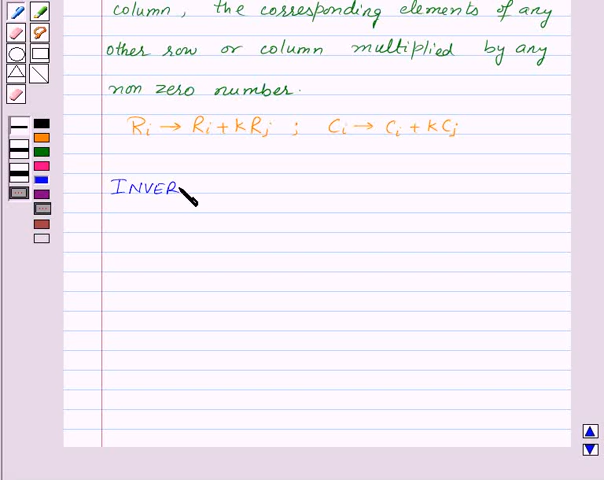 column, the corresponding elements of any
other row or column multiplied by any
non zero number.
Ri → Ri + kRj ; Ci → Ci + kCj
INVER